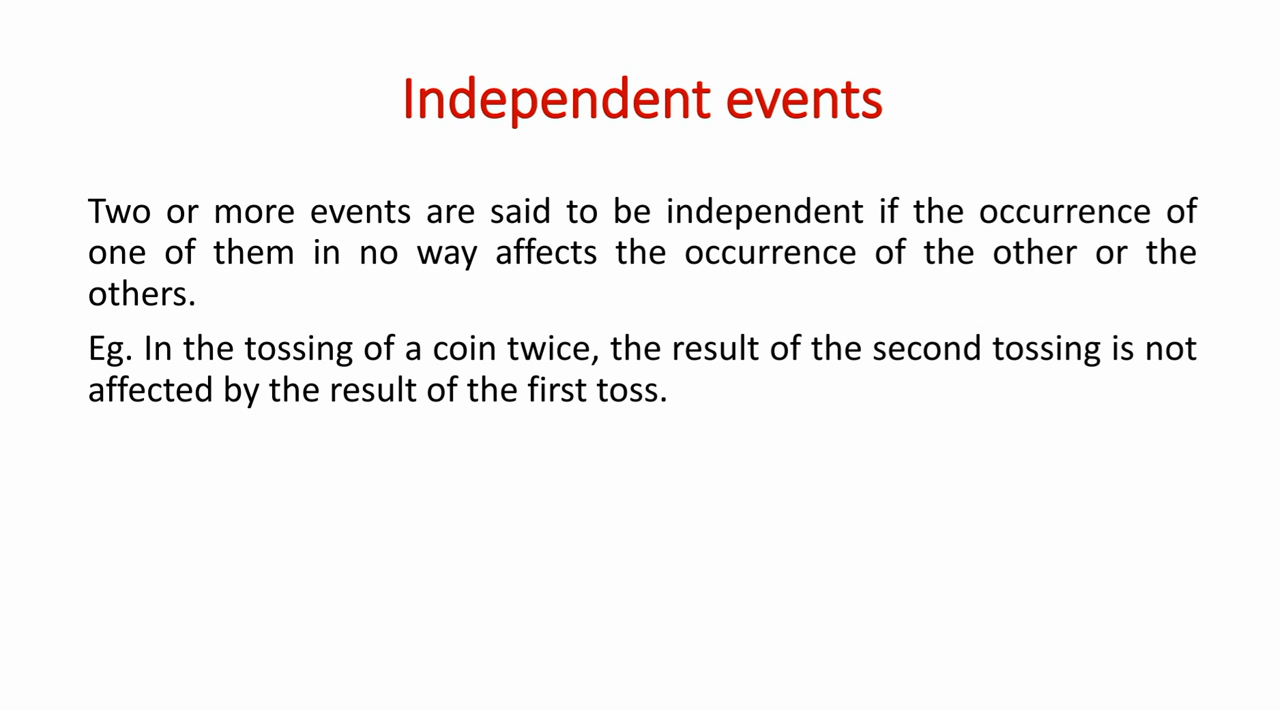 Independent events
Two or more events are said to be independent if the occurrence of
one of them in no way affects the occurrence of the other or the
others.
Eg. In the tossing of a coin twice, the result of the second tossing is not
affected by the result of the first toss.